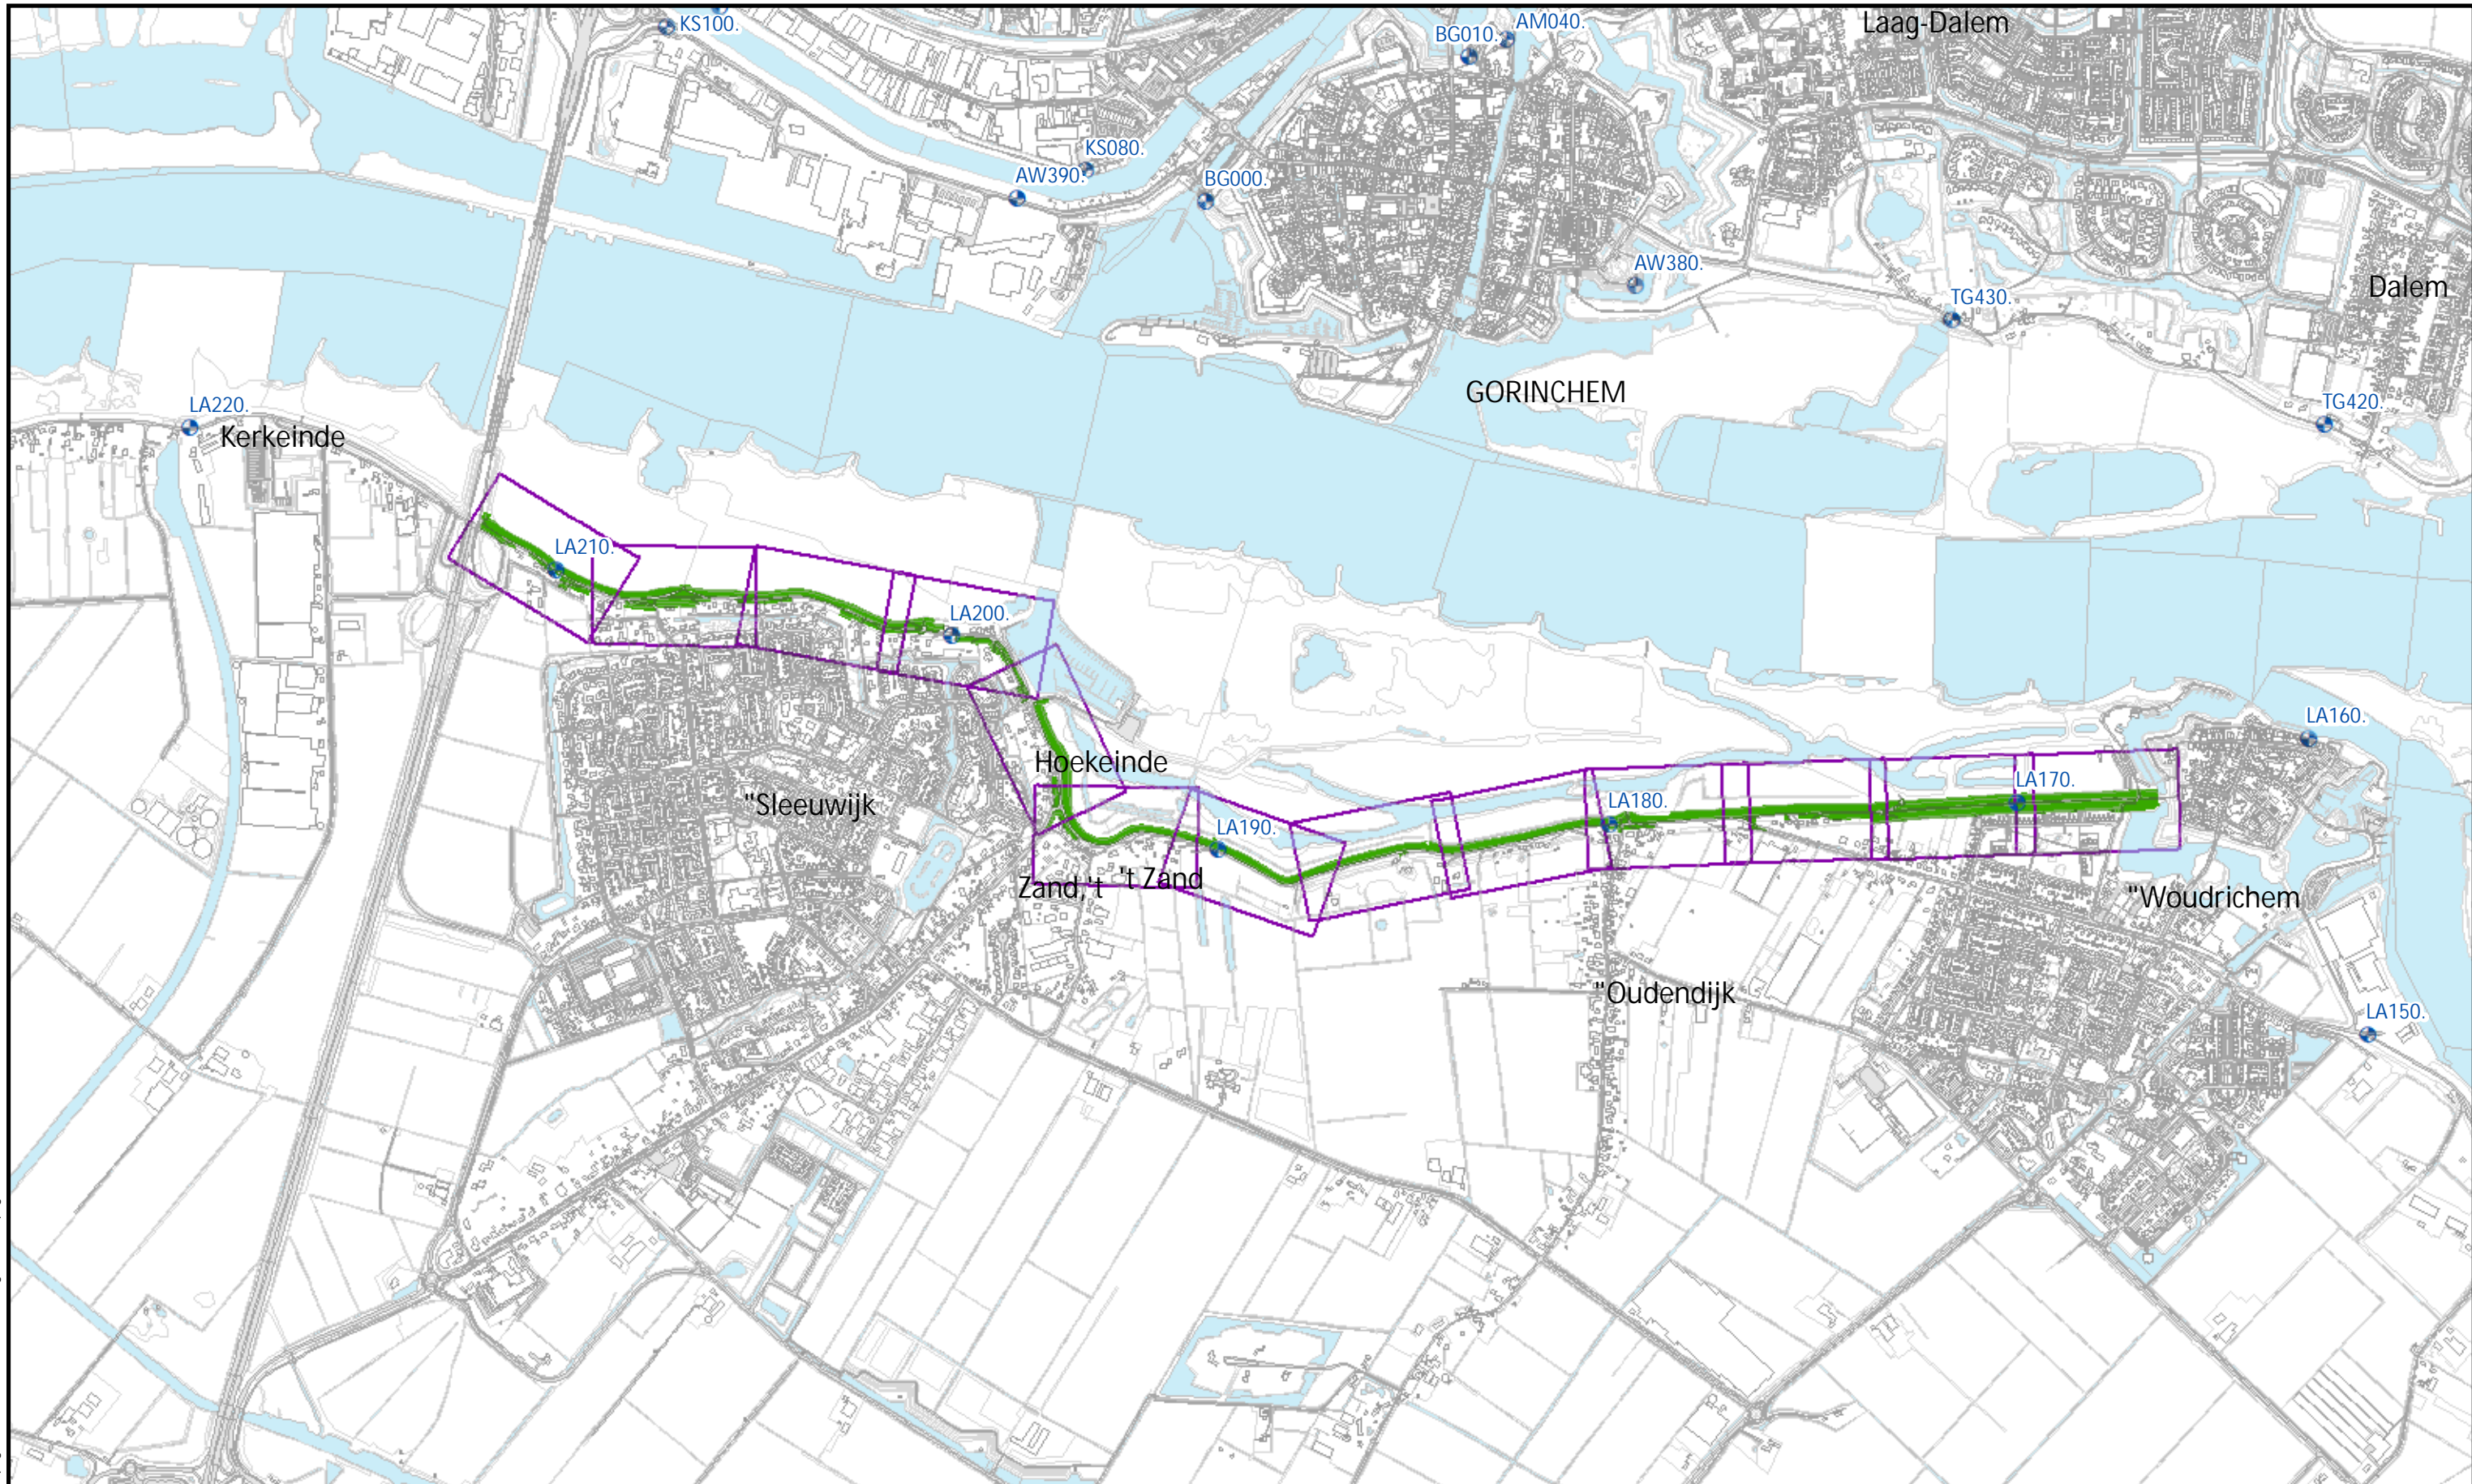 Laag-Dalem
KS100.
BG010.
AM040.
KS080.
AW390.
BG000.
AW380.
Dalem
TG430.
GORINCHEM
TG420.
LA220.
Kerkeinde
LA210.
LA200.
LA160.
Hoekeinde
LA170.
"Sleeuwijk
LA180.
LA190.
Zand,'t
't Zand
"Woudrichem
"Oudendijk
LA150.